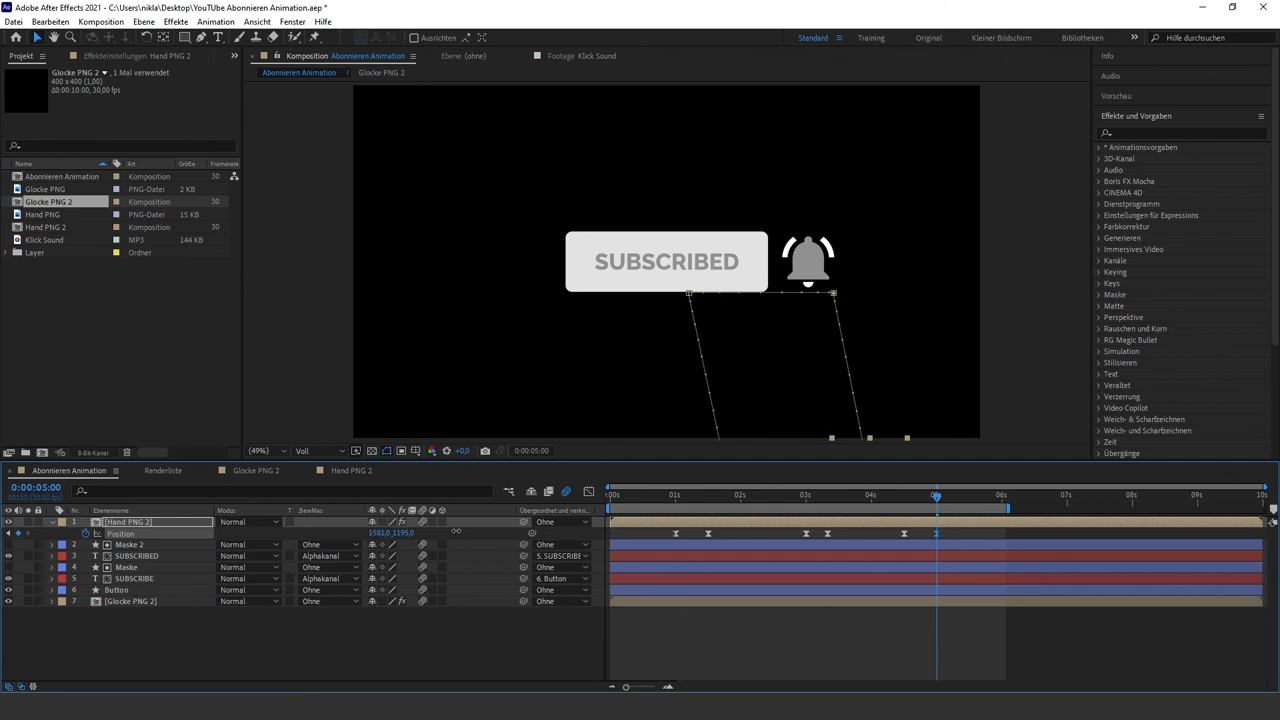 Adobe After Effects 2021 - C:\Users\nikla\Desktop\YouTUbe Abonnieren Animation.aep *
Datei Bearbeiten Komposition Ebene Effekte Animation Ansicht Fenster Hilfe
Ausrichten Standard Training Original Kleiner Bildschirm Bibliotheken Hilfe durchsuchen
Projekt Effekteinstellungen Hand PNG 2 Komposition Abonnieren Animation Ebene (ohne) Footage Klick Sound Info
Abonnieren Animation Glocke PNG 2
Glocke PNG 2 , 1 Mal verwendet
400 x 400 (1,00)
Δ0:00:10:00, 30,00 fps
Audio
Vorschau
Effekte und Vorgaben
* Animationsvorgaben
3D-Kanal
Audio
Boris FX Mocha
CINEMA 4D
Dienstprogramm
Einstellungen für Expressions
Farbkorrektur
Generieren
Immersives Video
Kanäle
Keying
Keys
Maske
Matte
Perspektive
Rauschen und Korn
RG Magic Bullet
Simulation
Stilisieren
Text
Veraltet
Verzerrung
Video Copilot
Weich- & Scharfzeichnen
Weich- und Scharfzeichnen
Zeit
Übergänge
Name Art Größe Framerate
Abonnieren Animation Komposition 30
Glocke PNG PNG-Datei 2 KB
Glocke PNG 2 Komposition 30
Hand PNG PNG-Datei 15 KB
Hand PNG 2 Komposition 30
Klick Sound MP3 144 KB
Layer Ordner
SUBSCRIBED
8-Bit-Kanal (49%) Voll +0,0 0:00:05:00
Abonnieren Animation Renderliste Glocke PNG 2 Hand PNG 2
0:00:05:00
00150 (30.00 fps)
:00s 01s 02s 03s 04s 06s 07s 08s 09s 10s
Nr. Ebenenname Modus T BewMas Übergeordnet und verkn.
1 [Hand PNG 2] Normal Ohne
Position 1581,0,1195,0
2 Maske 2 Normal Ohne Ohne
3 SUBSCRIBED Normal Alphakanal 5. SUBSCRIBE
4 Maske Normal Ohne Ohne
5 SUBSCRIBE Normal Alphakanal 6. Button
6 Button Normal Ohne Ohne
7 [Glocke PNG 2] Normal Ohne Ohne